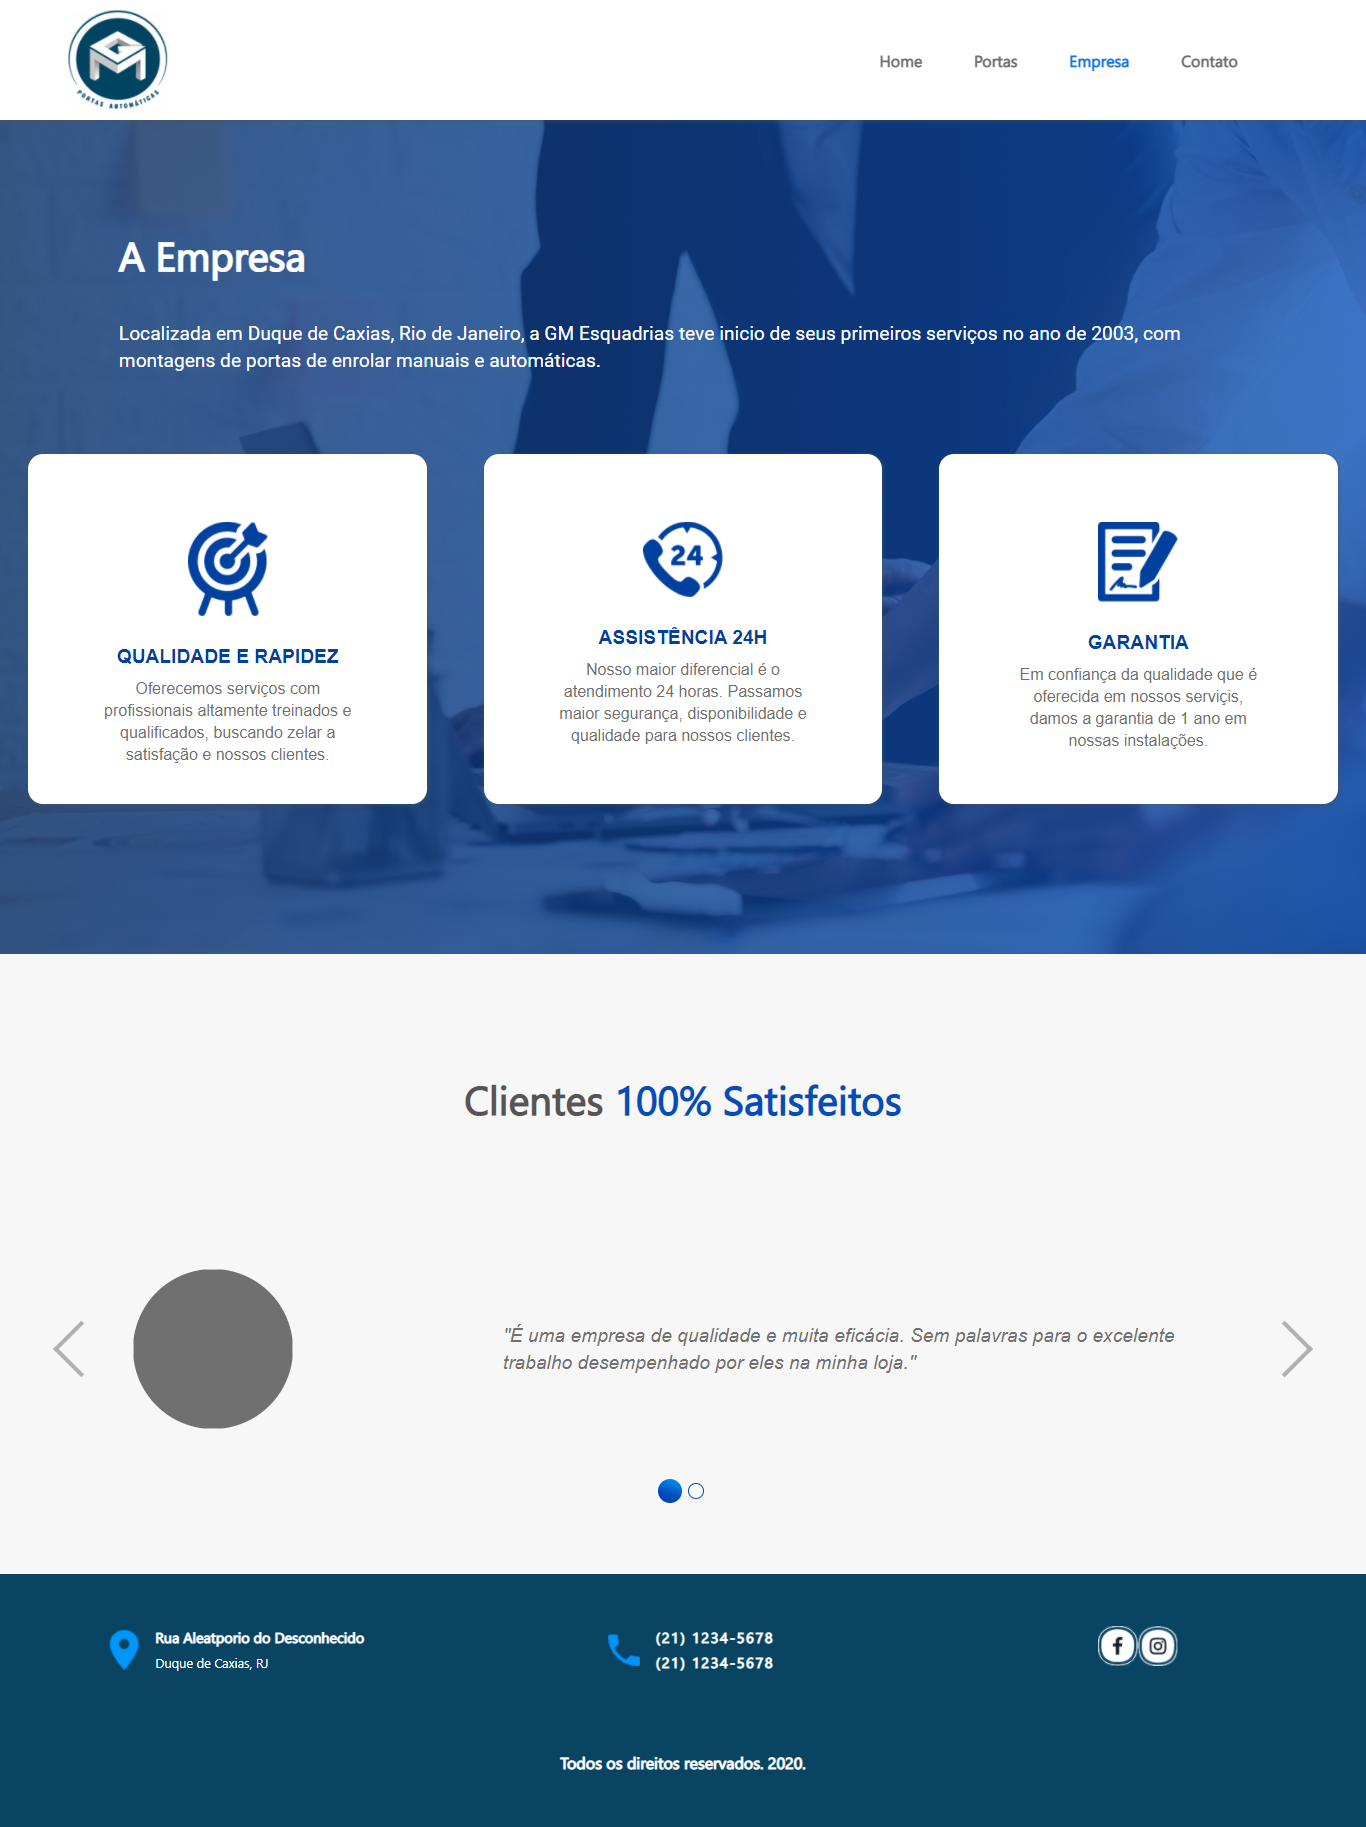 GM
PORTAS AUTOMÁTICAS
Home
Portas
Empresa
Contato
A Empresa
Localizada em Duque de Caxias, Rio de Janeiro, a GM Esquadrias teve inicio de seus primeiros serviços no ano de 2003, com
montagens de portas de enrolar manuais e automáticas.
QUALIDADE E RAPIDEZ
Oferecemos serviços com
profissionais altamente treinados e
qualificados, buscando zelar a
satisfação e nossos clientes.
24
ASSISTÊNCIA 24H
Nosso maior diferencial é o
atendimento 24 horas. Passamos
maior segurança, disponibilidade e
qualidade para nossos clientes.
GARANTIA
Em confiança da qualidade que é
oferecida em nossos serviçis,
damos a garantia de 1 ano em
nossas instalações.
Clientes 100% Satisfeitos
"É uma empresa de qualidade e muita eficácia. Sem palavras para o excelente
trabalho desempenhado por eles na minha loja."
Rua Aleatporio do Desconhecido
Duque de Caxias, RJ
(21) 1234-5678
(21) 1234-5678
Todos os direitos reservados. 2020.